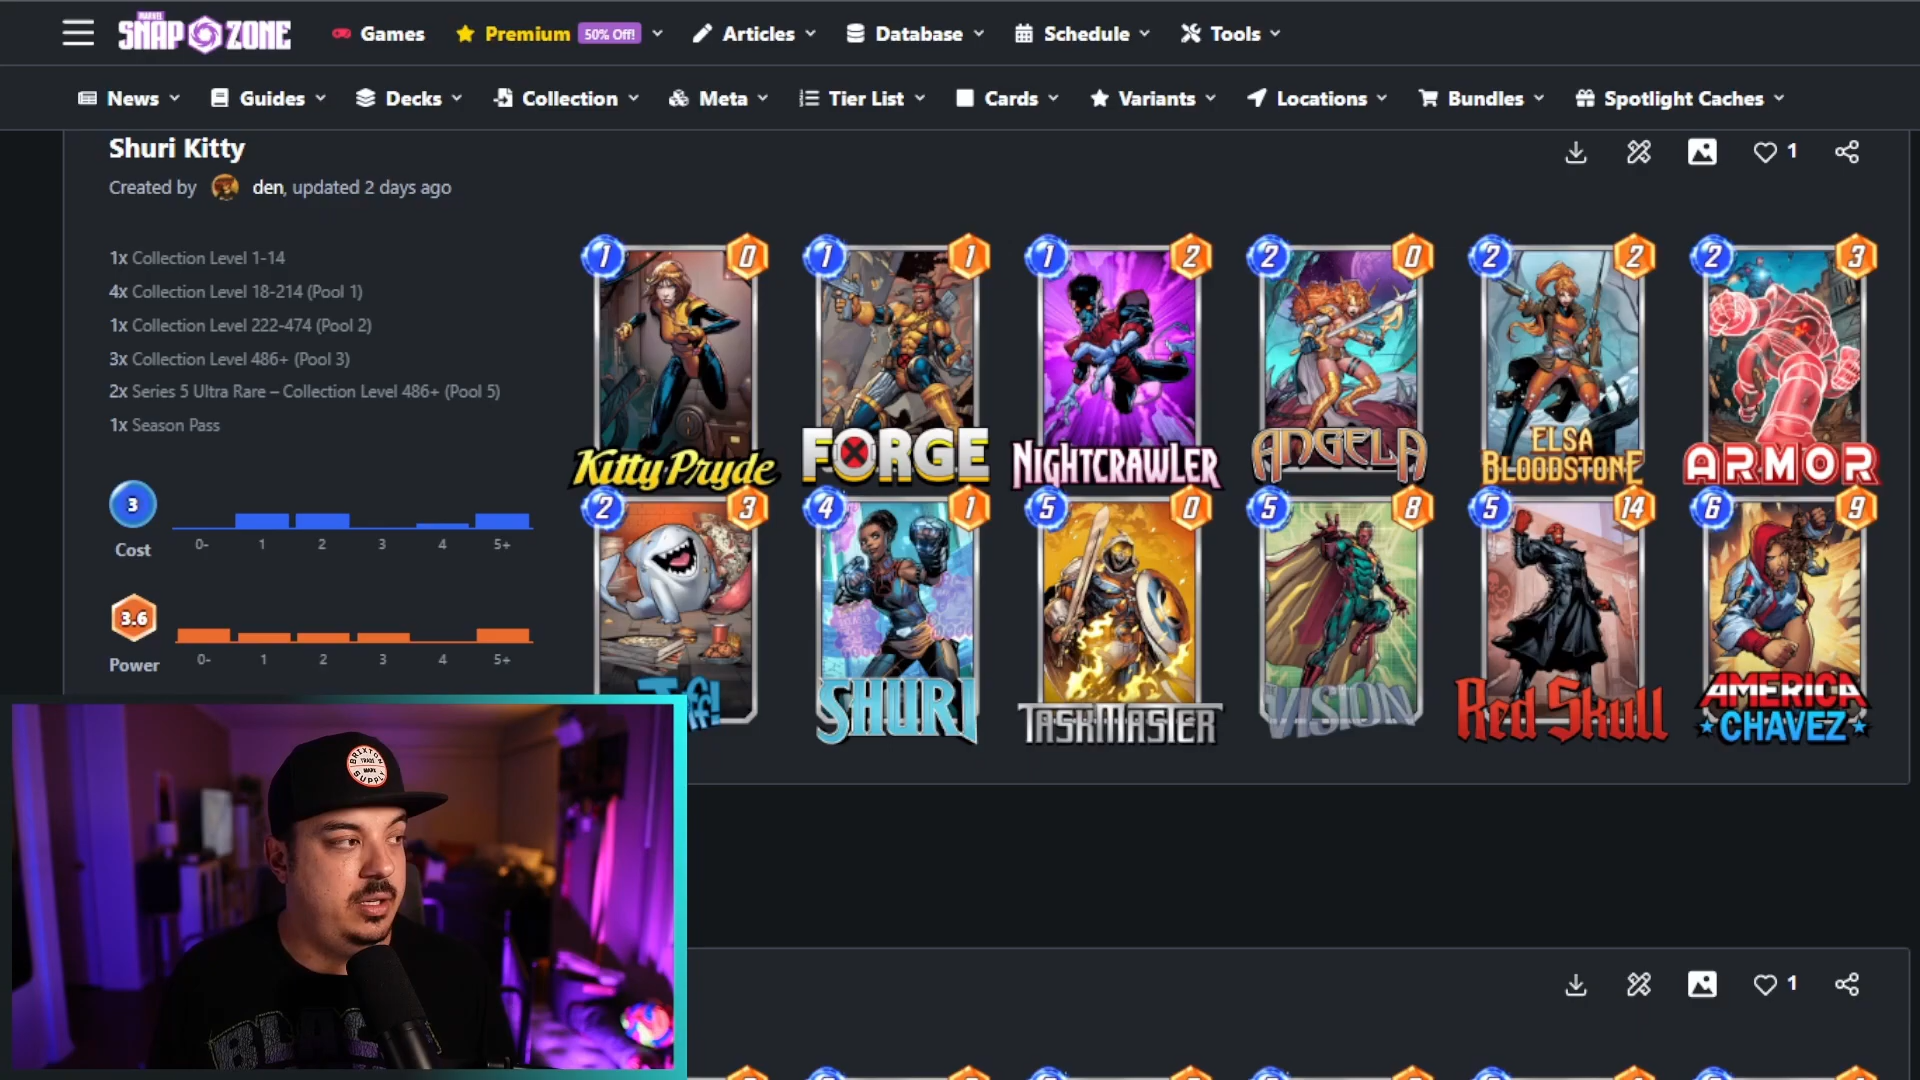 MARVEL
SNAP ZONE
Games
Premium 50% Off!
Articles
Database
Schedule
Tools
News
Guides
Decks
Collection
Meta
Tier List
Cards
Variants
Locations
Bundles
Spotlight Caches
Shuri Kitty
1
Created by den, updated 2 days ago
1x Collection Level 1-14
4x Collection Level 18-214 (Pool 1)
1x Collection Level 222-474 (Pool 2)
3x Collection Level 486+ (Pool 3)
2x Series 5 Ultra Rare – Collection Level 486+ (Pool 5)
1x Season Pass
3
Cost
0- 1 2 3 4 5+
3.6
Power
0- 1 2 3 4 5+
1 0 1 1 1 2 2 0 2 2 2 3
Kitty Pryde
FORGE
NIGHTCRAWLER
ANGELA
ELSA
BLOODSTONE
ARMOR
2 3 4 1 5 0 5 8 5 14 6 9
SHURI
TASKMASTER
VISION
Red Skull
AMERICA
CHAVEZ
BRIXTON
TRADE
MARK
SUPPLY
1